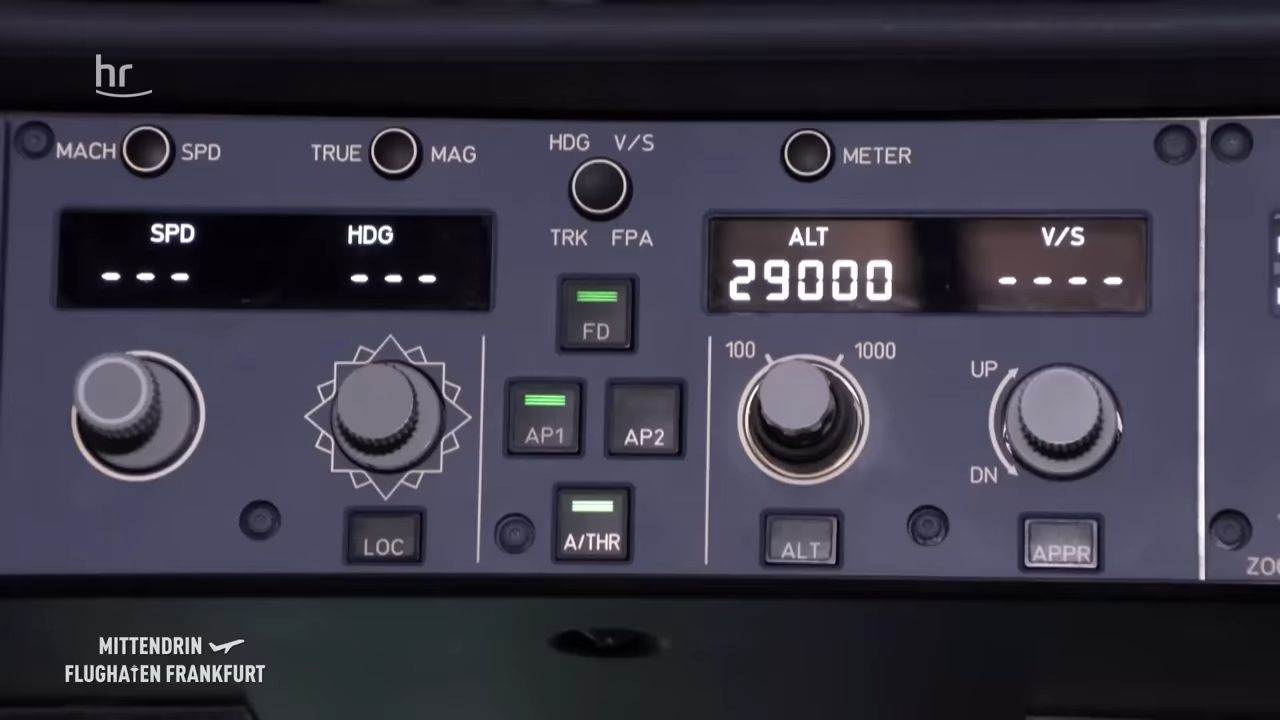 hr
MACH SPD
TRUE MAG
HDG V/S
TRK FPA
METER
SPD HDG
--- ---
ALT V/S
29000 ----
FD
AP1 AP2
A/THR
LOC
100 1000
UP
DN
ALT
APPR
MITTENDRIN
FLUGHAFEN FRANKFURT